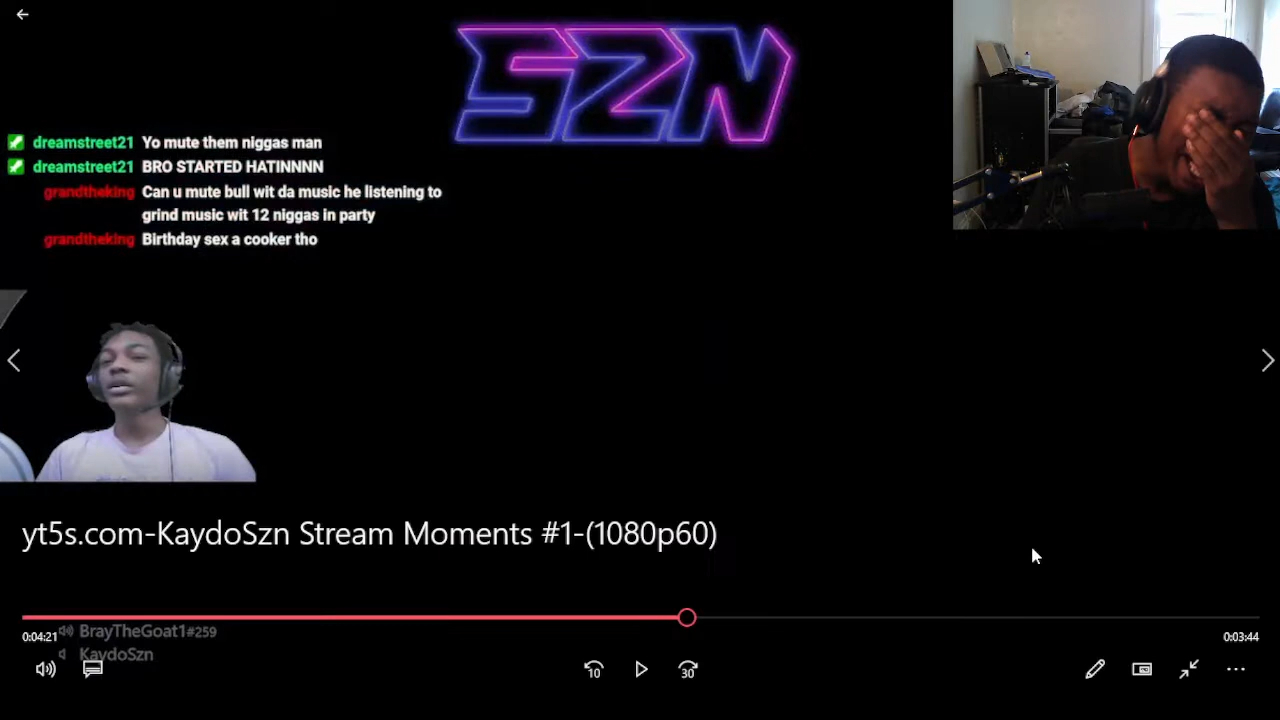 SZN
dreamstreet21 Yo mute them niggas man
dreamstreet21 BRO STARTED HATINNNN
grandtheking Can u mute bull wit da music he listening to
grind music wit 12 niggas in party
grandtheking Birthday sex a cooker tho
yt5s.com-KaydoSzn Stream Moments #1-(1080p60)
0:04:21
0:03:44
BrayTheGoat1#259
KaydoSzn
10
30